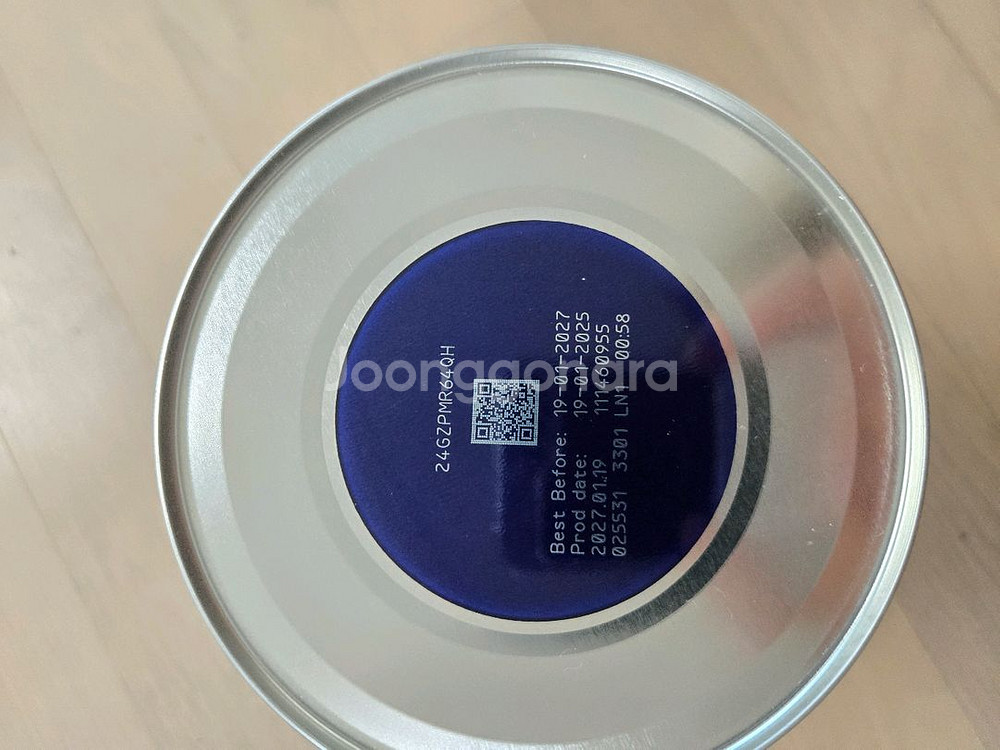 24GZPMR64QH
Best Before: 19-01-2027
Prod date: 19-01-2025
2027.01.19 111460955
025531 3301 LN1 00:58
Joonggonara